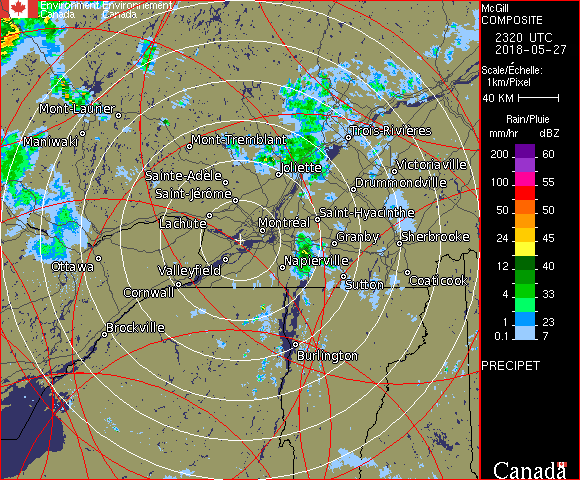 Environment Environnement
Canada Canada
McGill
COMPOSITE
2320 UTC
2018-05-27
Scale/Échelle:
1km/Pixel
40 KM
Rain/Pluie
mm/hr dBZ
200 60
150 57
100 55
50 50
24 45
12 40
4 33
1 23
0.1 7
PRECIPET
Canada
Mont-Laurier
Maniwaki
Mont-Tremblant
Trois-Rivières
Joliette
Victoriaville
Sainte-Adèle
Drummondville
Saint-Jérôme
Lachute
Saint-Hyacinthe
Montréal
Granby
Sherbrooke
Ottawa
Valleyfield
Napierville
Cornwall
Sutton
Coaticook
Brockville
Burlington